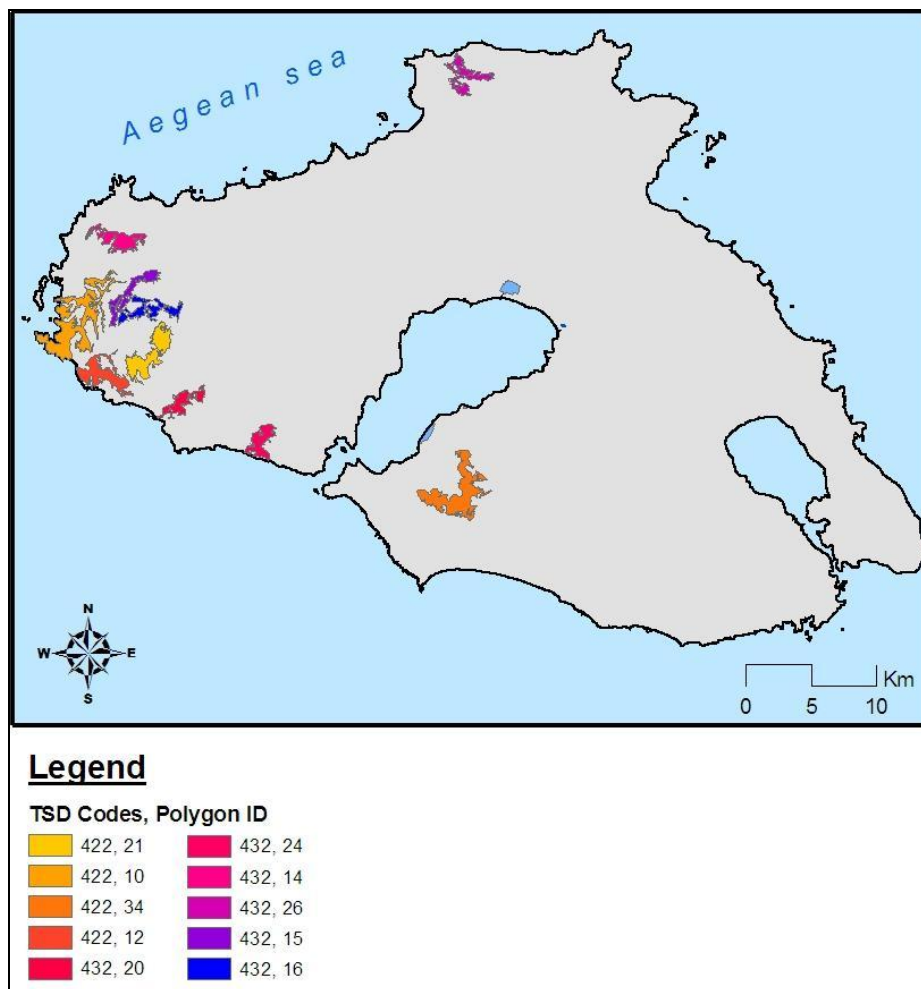 Aegean sea
N
W E
S
Km
0 5 10
Legend
TSD Codes, Polygon ID
422, 21
422, 10
422, 34
422, 12
432, 20
432, 24
432, 14
432, 26
432, 15
432, 16